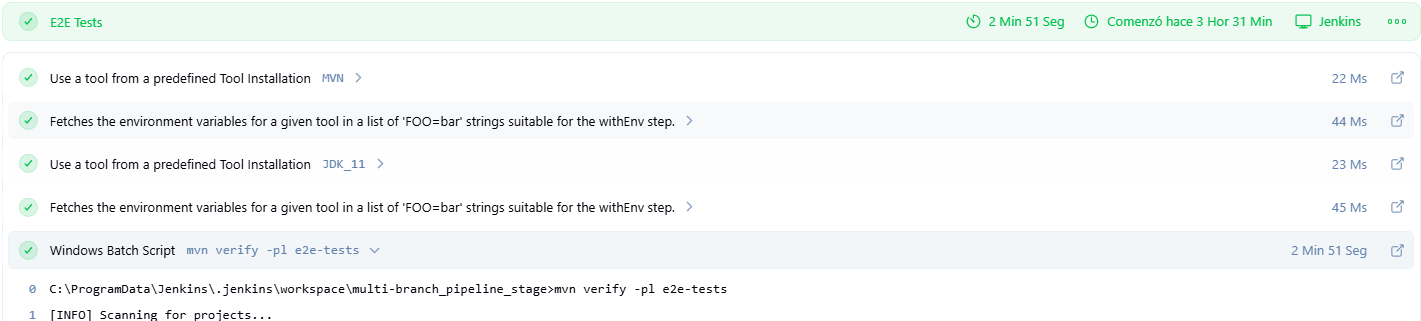 E2E Tests 2 Min 51 Seg Comenzó hace 3 Hor 31 Min Jenkins
Use a tool from a predefined Tool Installation MVN 22 Ms
Fetches the environment variables for a given tool in a list of 'FOO=bar' strings suitable for the withEnv step. 44 Ms
Use a tool from a predefined Tool Installation JDK_11 23 Ms
Fetches the environment variables for a given tool in a list of 'FOO=bar' strings suitable for the withEnv step. 45 Ms
Windows Batch Script mvn verify -pl e2e-tests 2 Min 51 Seg
0 C:\ProgramData\Jenkins\.jenkins\workspace\multi-branch_pipeline_stage>mvn verify -pl e2e-tests
1 [INFO] Scanning for projects...